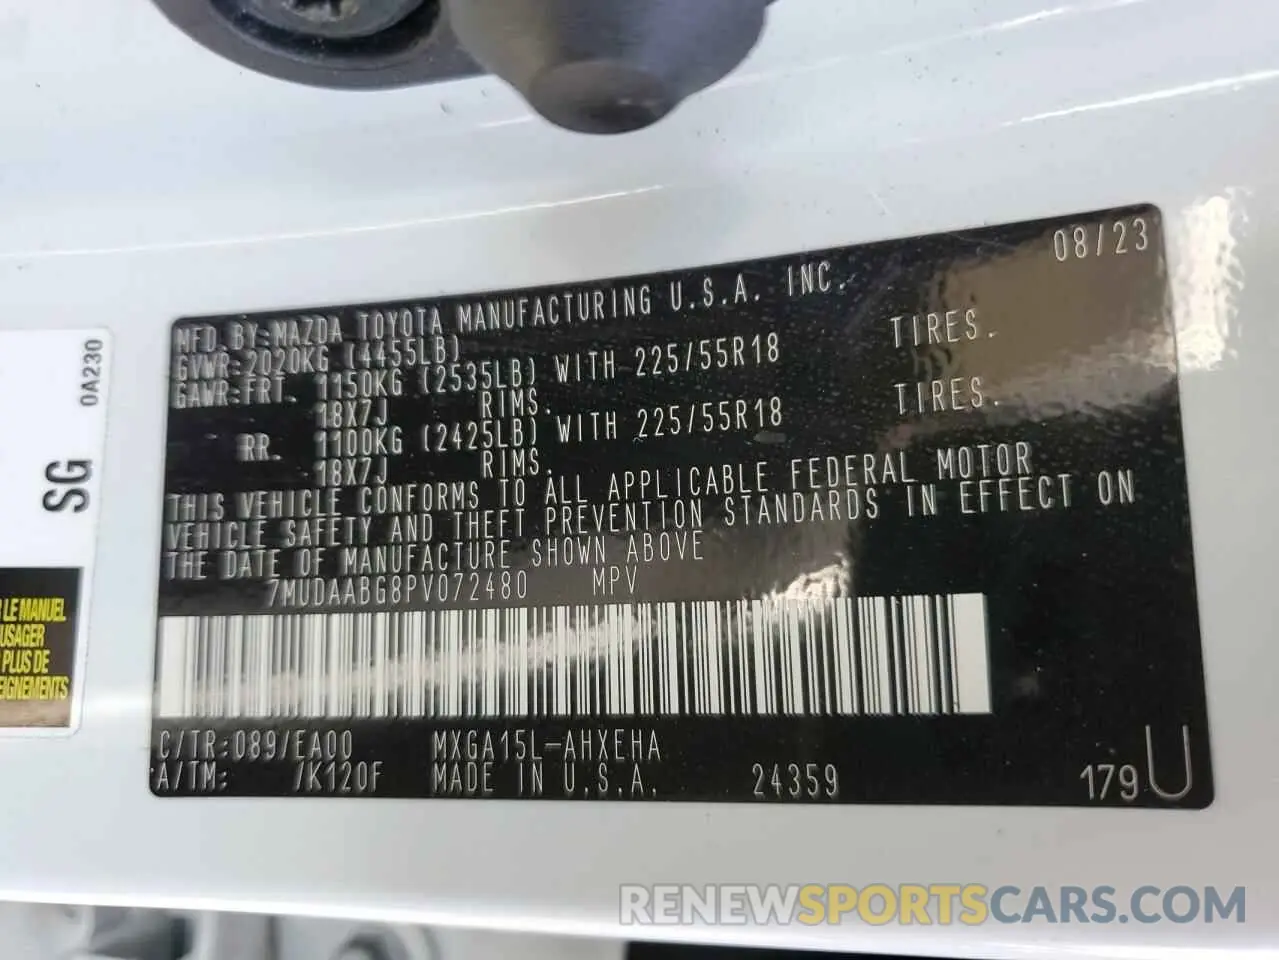 08/23
MFD.BY:MAZDA TOYOTA MANUFACTURING U.S.A. INC.
GVWR:2020KG (4455LB)
GAWR:FRT. 1150KG (2535LB) WITH 225/55R18 TIRES.
18X7J RIMS.
RR. 1100KG (2425LB) WITH 225/55R18 TIRES.
18X7J RIMS.
THIS VEHICLE CONFORMS TO ALL APPLICABLE FEDERAL MOTOR
VEHICLE SAFETY AND THEFT PREVENTION STANDARDS IN EFFECT ON
THE DATE OF MANUFACTURE SHOWN ABOVE
7MUDAABG8PV072480 MPV
C/TR:089/EA00 MXGA15L-AHXEHA
A/TM: /K120F MADE IN U.S.A. 24359 179 U
0A230
SG
LE MANUEL
USAGER
PLUS DE
EIGNEMENTS
RENEWSPORTSCARS.COM